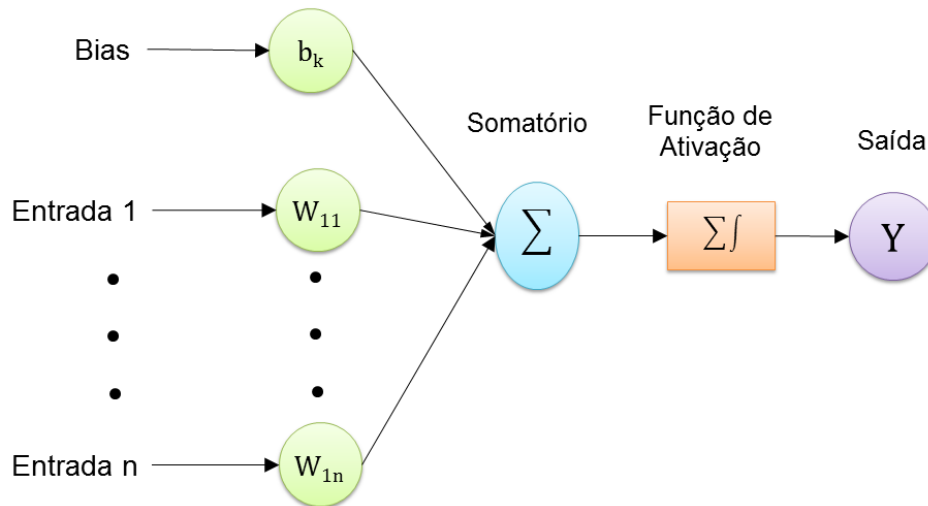 Bias
b_k
Somatório
Função de
Ativação
Saída
Entrada 1
W_11
∑
∑∫
Y
Entrada n
W_1n